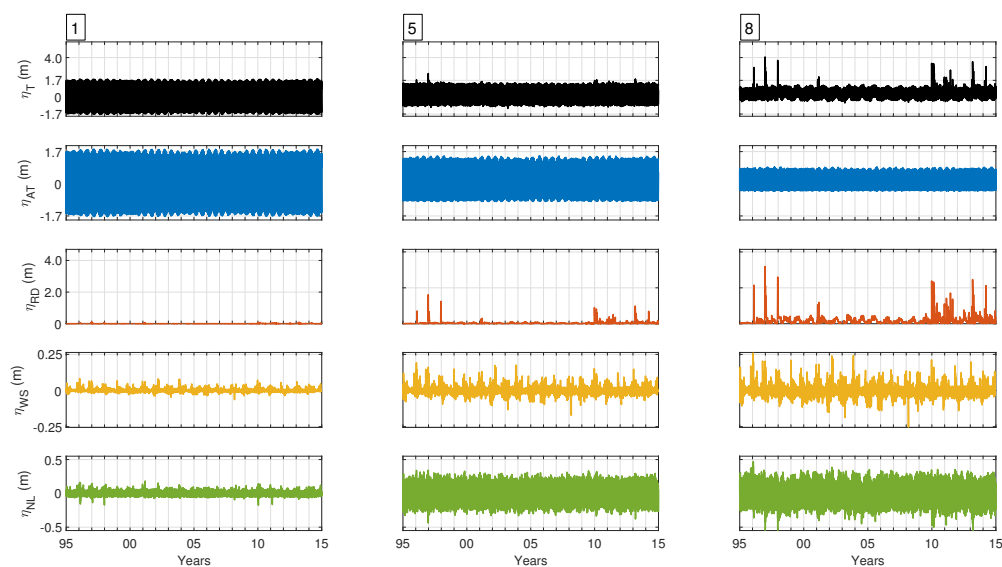 1
5
8
4.0
1.7
0
-1.7
η_T (m)
1.7
0
-1.7
η_AT (m)
4.0
2.0
0
η_RD (m)
0.25
0
-0.25
η_WS (m)
0.5
0
-0.5
η_NL (m)
95 00 05 10 15
95 00 05 10 15
95 00 05 10 15
Years
Years
Years